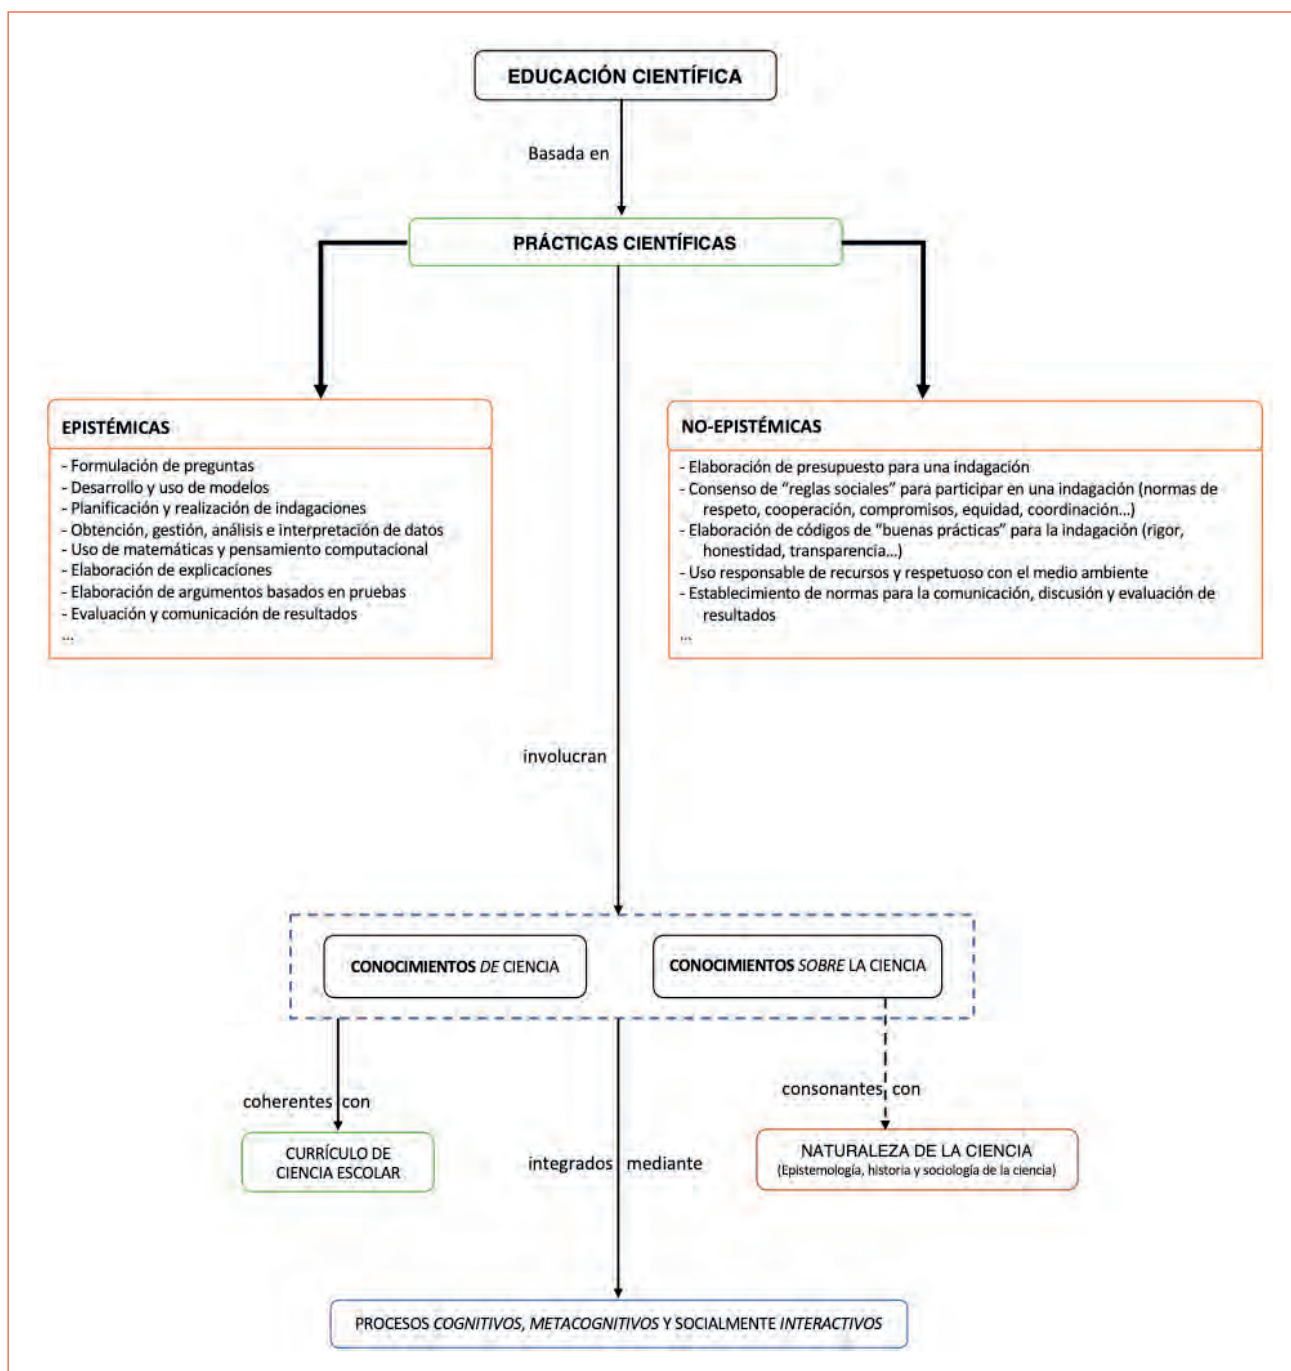 EDUCACIÓN CIENTÍFICA
Basada en
PRÁCTICAS CIENTÍFICAS
EPISTÉMICAS
- Formulación de preguntas
- Desarrollo y uso de modelos
- Planificación y realización de indagaciones
- Obtención, gestión, análisis e interpretación de datos
- Uso de matemáticas y pensamiento computacional
- Elaboración de explicaciones
- Elaboración de argumentos basados en pruebas
- Evaluación y comunicación de resultados
...
NO-EPISTÉMICAS
- Elaboración de presupuesto para una indagación
- Consenso de “reglas sociales” para participar en una indagación (normas de
respeto, cooperación, compromisos, equidad, coordinación...)
- Elaboración de códigos de “buenas prácticas” para la indagación (rigor,
honestidad, transparencia...)
- Uso responsable de recursos y respetuoso con el medio ambiente
- Establecimiento de normas para la comunicación, discusión y evaluación de
resultados
...
involucran
CONOCIMIENTOS DE CIENCIA
CONOCIMIENTOS SOBRE LA CIENCIA
coherentes con
consonantes con
CURRÍCULO DE
CIENCIA ESCOLAR
integrados mediante
NATURALEZA DE LA CIENCIA
(Epistemología, historia y sociología de la ciencia)
PROCESOS COGNITIVOS, METACOGNITIVOS Y SOCIALMENTE INTERACTIVOS